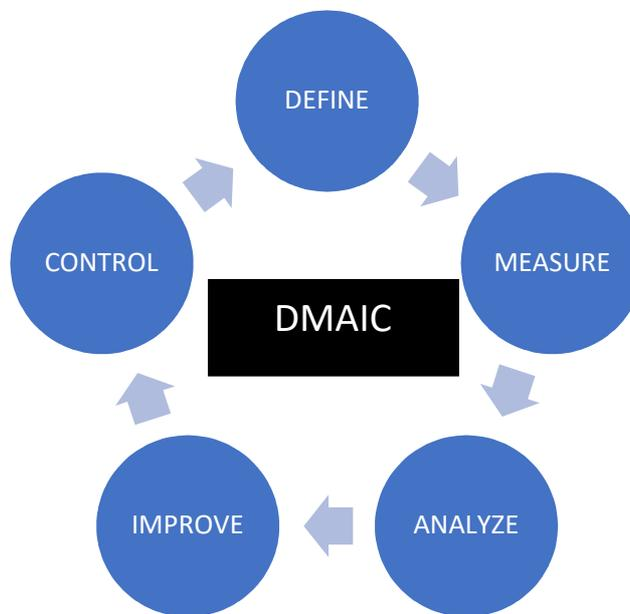 DEFINE
MEASURE
ANALYZE
IMPROVE
CONTROL
DMAIC